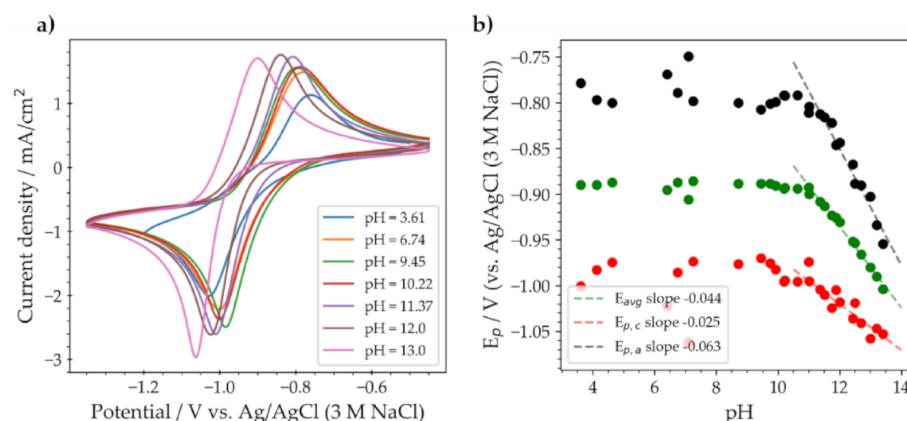 a)
Current density / mA/cm²
1
0
−1
−2
−3
pH = 3.61
pH = 6.74
pH = 9.45
pH = 10.22
pH = 11.37
pH = 12.0
pH = 13.0
−1.2 −1.0 −0.8 −0.6
Potential / V vs. Ag/AgCl (3 M NaCl)
b)
Eₚ / V (vs. Ag/AgCl (3 M NaCl))
−0.75
−0.80
−0.85
−0.90
−0.95
−1.00
−1.05
E_avg slope -0.044
E_p, c slope -0.025
E_p, a slope -0.063
4 6 8 10 12 14
pH